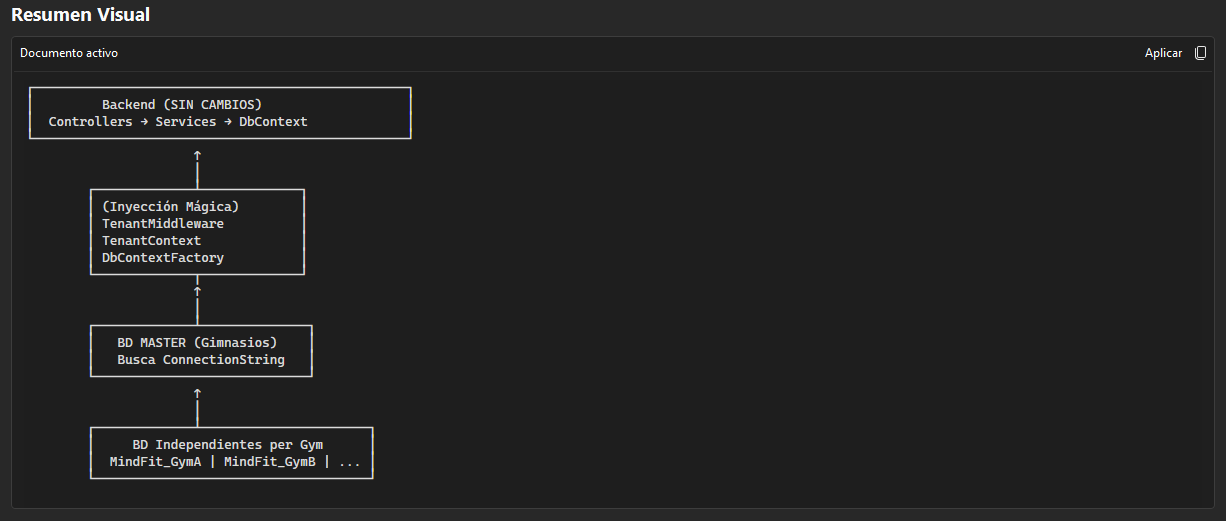 Resumen Visual
Documento activo
Aplicar
Backend (SIN CAMBIOS)
Controllers → Services → DbContext
(Inyección Mágica)
TenantMiddleware
TenantContext
DbContextFactory
BD MASTER (Gimnasios)
Busca ConnectionString
BD Independientes per Gym
MindFit_GymA | MindFit_GymB | ...